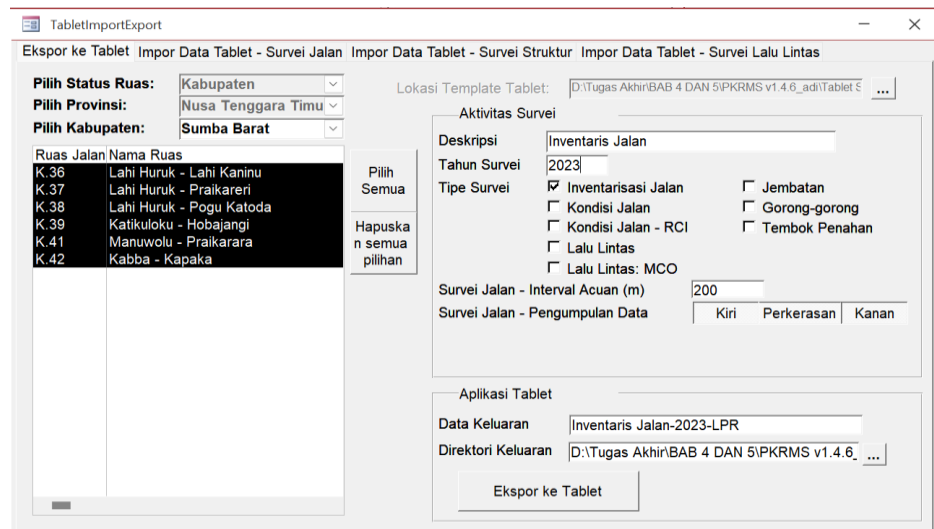 TabletImportExport
Ekspor ke Tablet Impor Data Tablet - Survei Jalan Impor Data Tablet - Survei Struktur Impor Data Tablet - Survei Lalu Lintas
Pilih Status Ruas: Kabupaten
Pilih Provinsi: Nusa Tenggara Timu
Pilih Kabupaten: Sumba Barat
Ruas Jalan Nama Ruas
K.36 Lahi Huruk - Lahi Kaninu
K.37 Lahi Huruk - Praikareri
K.38 Lahi Huruk - Pogu Katoda
K.39 Katikuloku - Hobajangi
K.41 Manuwolu - Praikarara
K.42 Kabba - Kapaka
Pilih
Semua
Hapuska
n semua
pilihan
Lokasi Template Tablet: D:\Tugas Akhir\BAB 4 DAN 5\PKRMS v1.4.6_adi\Tablet S ...
Aktivitas Survei
Deskripsi Inventaris Jalan
Tahun Survei 2023
Tipe Survei Inventarisasi Jalan Jembatan
Kondisi Jalan Gorong-gorong
Kondisi Jalan - RCI Tembok Penahan
Lalu Lintas
Lalu Lintas: MCO
Survei Jalan - Interval Acuan (m) 200
Survei Jalan - Pengumpulan Data Kiri Perkerasan Kanan
Aplikasi Tablet
Data Keluaran Inventaris Jalan-2023-LPR
Direktori Keluaran D:\Tugas Akhir\BAB 4 DAN 5\PKRMS v1.4.6_ ...
Ekspor ke Tablet